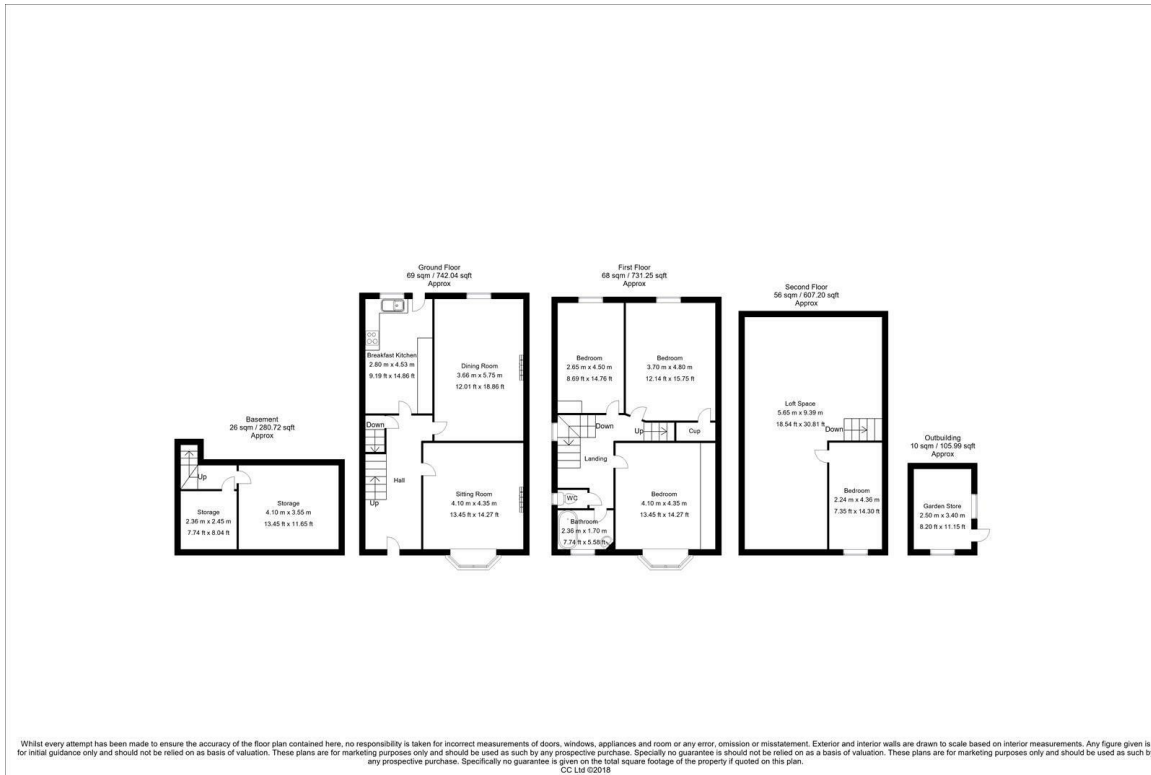 Ground Floor
69 sqm / 742.04 sqft
Approx
First Floor
68 sqm / 731.25 sqft
Approx
Second Floor
56 sqm / 607.20 sqft
Approx
Breakfast Kitchen
2.80 m x 4.53 m
9.19 ft x 14.86 ft
Dining Room
3.66 m x 5.75 m
12.01 ft x 18.86 ft
Down
Hall
Up
Sitting Room
4.10 m x 4.35 m
13.45 ft x 14.27 ft
Bedroom
2.65 m x 4.50 m
8.69 ft x 14.76 ft
Bedroom
3.70 m x 4.80 m
12.14 ft x 15.75 ft
Down
Up
Cup
Landing
WC
Bathroom
2.36 m x 1.70 m
7.74 ft x 5.58 ft
Bedroom
4.10 m x 4.35 m
13.45 ft x 14.27 ft
Loft Space
5.65 m x 9.39 m
18.54 ft x 30.81 ft
Down
Bedroom
2.24 m x 4.36 m
7.35 ft x 14.30 ft
Basement
26 sqm / 280.72 sqft
Approx
Up
Storage
2.36 m x 2.45 m
7.74 ft x 8.04 ft
Storage
4.10 m x 3.55 m
13.45 ft x 11.65 ft
Outbuilding
10 sqm / 105.99 sqft
Approx
Garden Store
2.50 m x 3.40 m
8.20 ft x 11.15 ft
Whilst every attempt has been made to ensure the accuracy of the floor plan contained here, no responsibility is taken for incorrect measurements of doors, windows, appliances and room or any error, omission or misstatement. Exterior and interior walls are drawn to scale based on interior measurements. Any figure given is
for initial guidance only and should not be relied on as basis of valuation. These plans are for marketing purposes only and should be used as such by any prospective purchase. Specially no guarantee is should not be relied on as a basis of valuation. These plans are for marketing purposes only and should be used as such by
any prospective purchase. Specifically no guarantee is given on the total square footage of the property if quoted on this plan.
CC Ltd ©2018